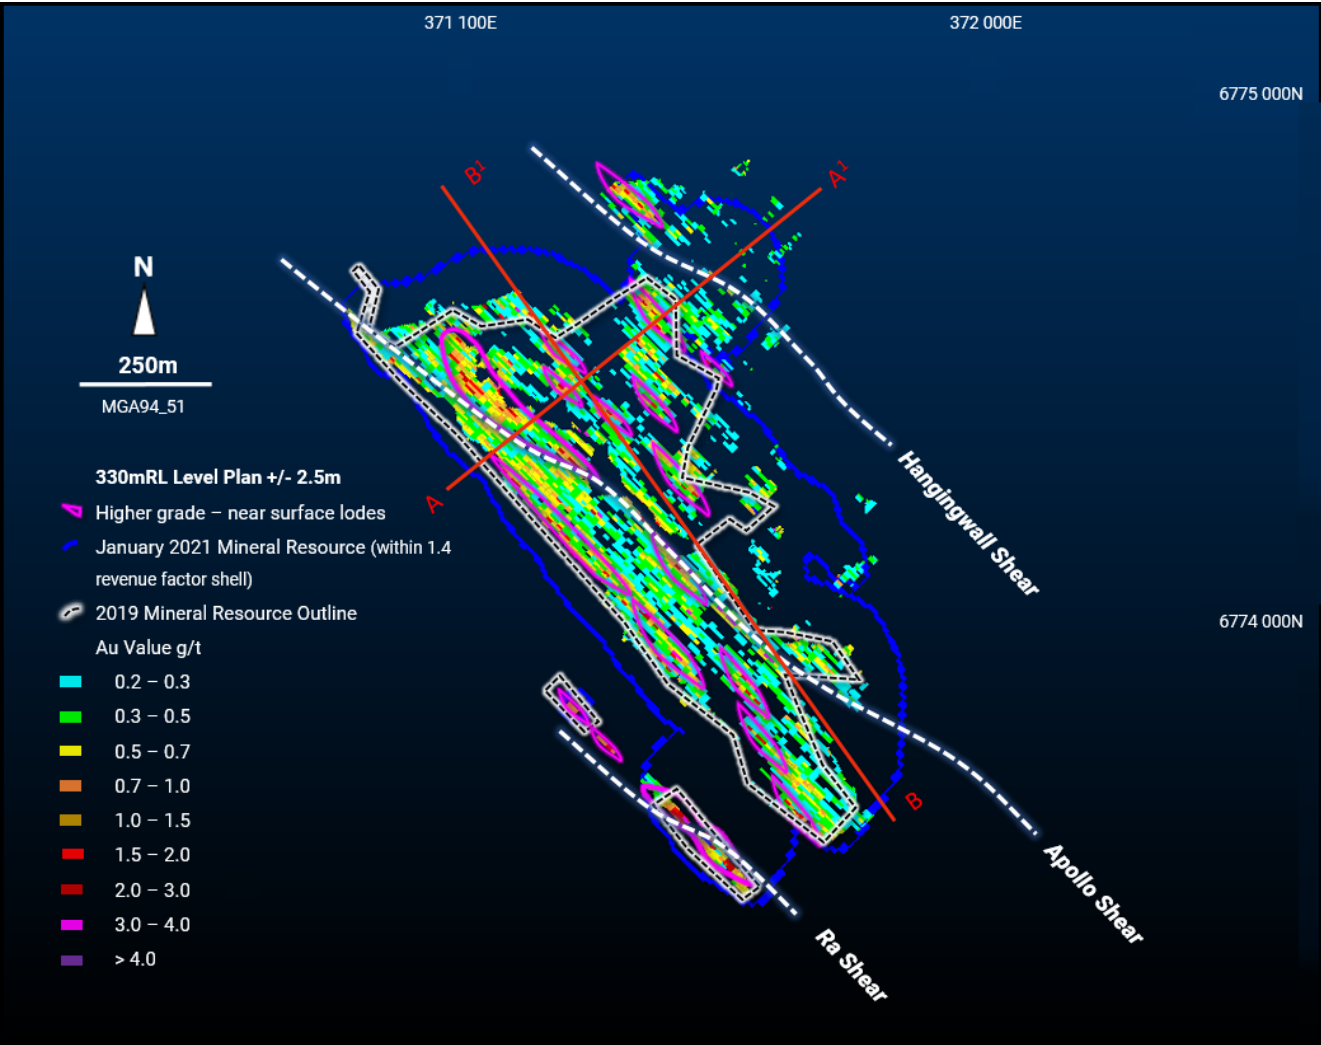 371 100E
372 000E
6775 000N
B¹
A¹
N
250m
MGA94_51
330mRL Level Plan +/- 2.5m
Higher grade – near surface lodes
January 2021 Mineral Resource (within 1.4
revenue factor shell)
2019 Mineral Resource Outline
Au Value g/t
0.2 – 0.3
0.3 – 0.5
0.5 – 0.7
0.7 – 1.0
1.0 – 1.5
1.5 – 2.0
2.0 – 3.0
3.0 – 4.0
> 4.0
A
Hangingwall Shear
6774 000N
B
Apollo Shear
Ra Shear